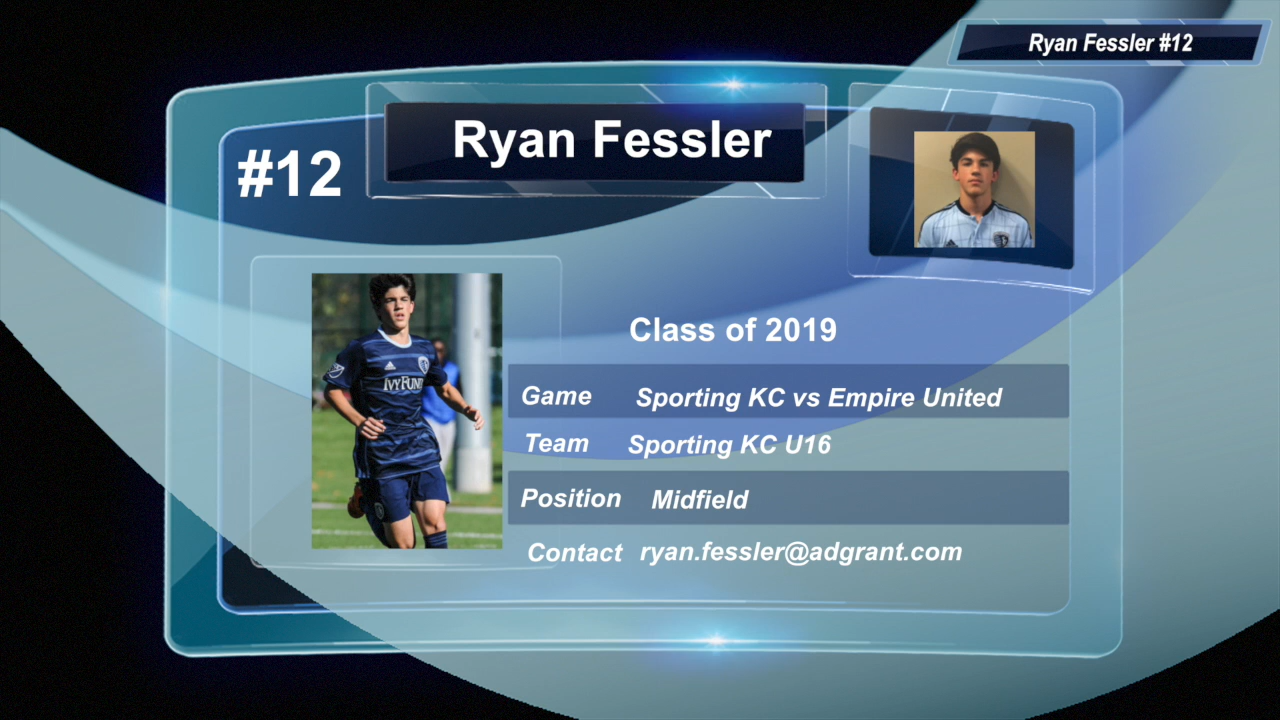 Ryan Fessler #12
Ryan Fessler
#12
Class of 2019
Game Sporting KC vs Empire United
Team Sporting KC U16
Position Midfield
Contact ryan.fessler@adgrant.com
IVYFUND